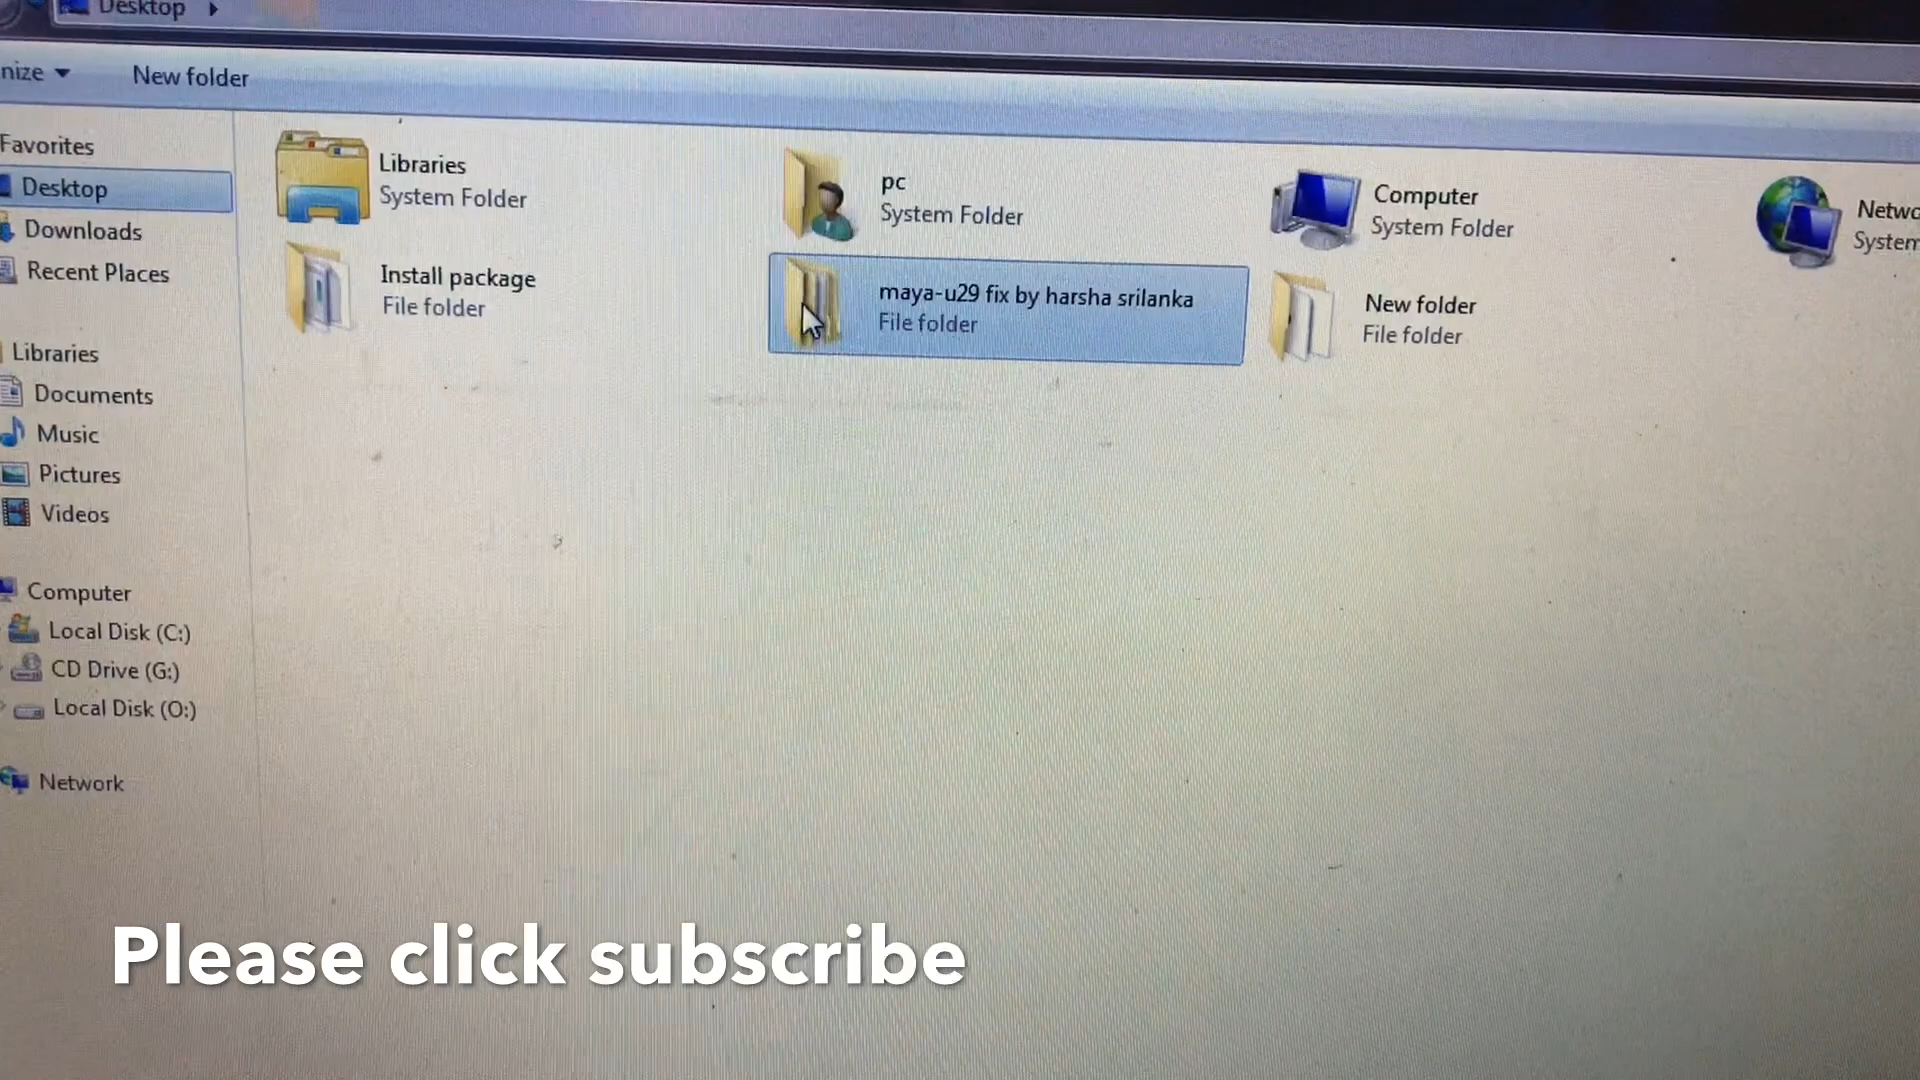 Desktop
nize
New folder
Favorites
Desktop
Downloads
Recent Places
Libraries
Documents
Music
Pictures
Videos
Computer
Local Disk (C:)
CD Drive (G:)
Local Disk (O:)
Network
Libraries
System Folder
pc
System Folder
Computer
System Folder
Netwo
System
Install package
File folder
maya-u29 fix by harsha srilanka
File folder
New folder
File folder
Please click subscribe